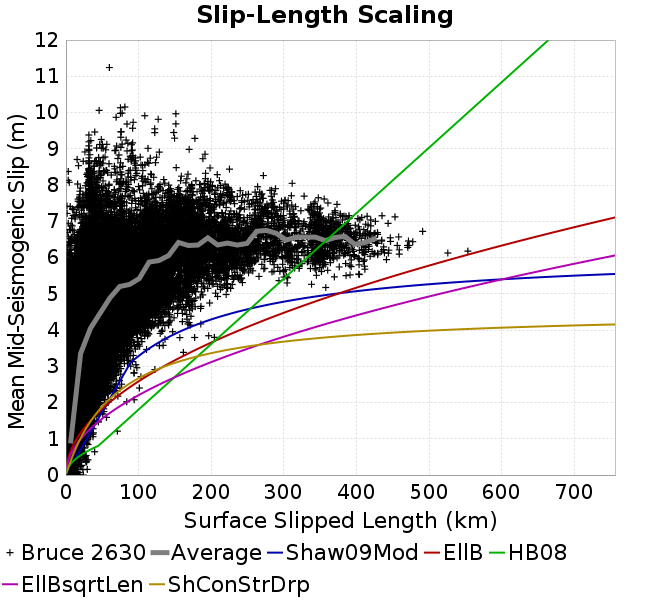 Slip-Length Scaling
Mean Mid-Seismogenic Slip (m)
12
11
10
9
8
7
6
5
4
3
2
1
0
0 100 200 300 400 500 600 700
Surface Slipped Length (km)
Bruce 2630 Average Shaw09Mod EllB HB08
EllBsqrtLen ShConStrDrp